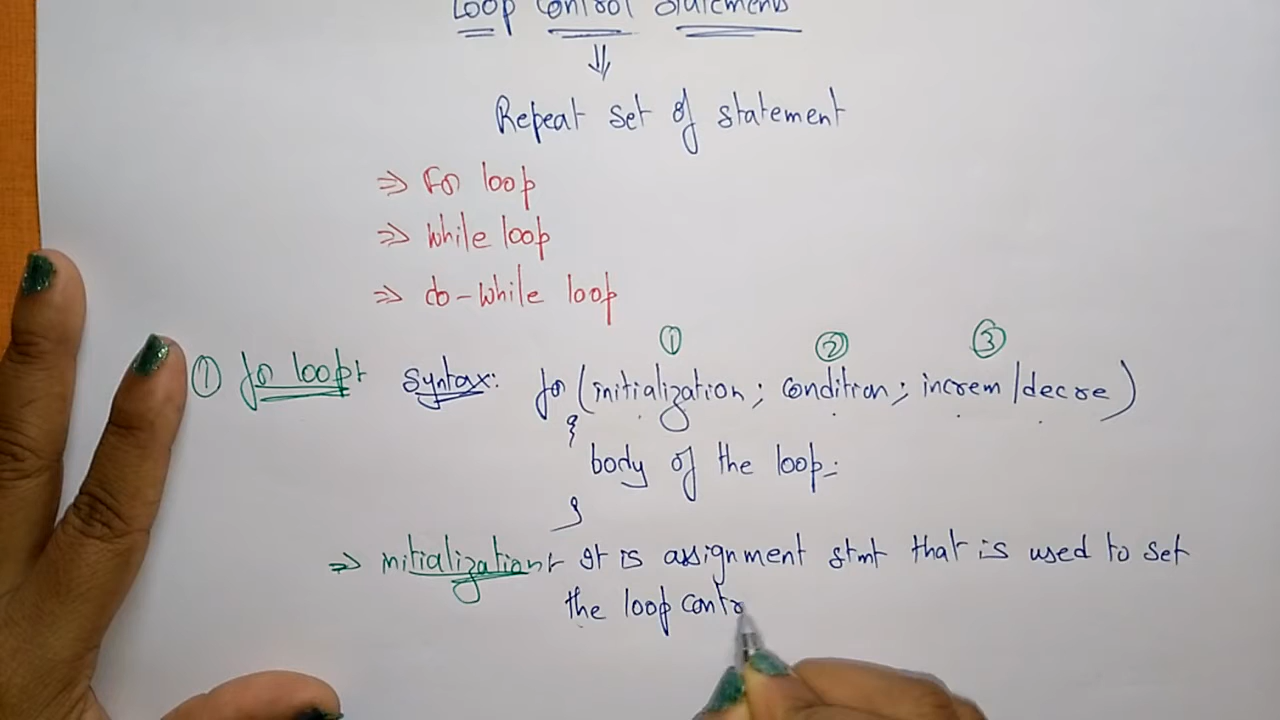 Loop Control Statements
⇓
Repeat set of statement
⇒ For loop
⇒ while loop
⇒ do-while loop
① ② ③
① for loop:- Syntax: for (initialization; condition; increm/decre)
{
body of the loop;
}
⇒ initialization:- It is assignment stmt that is used to set
the loop contro